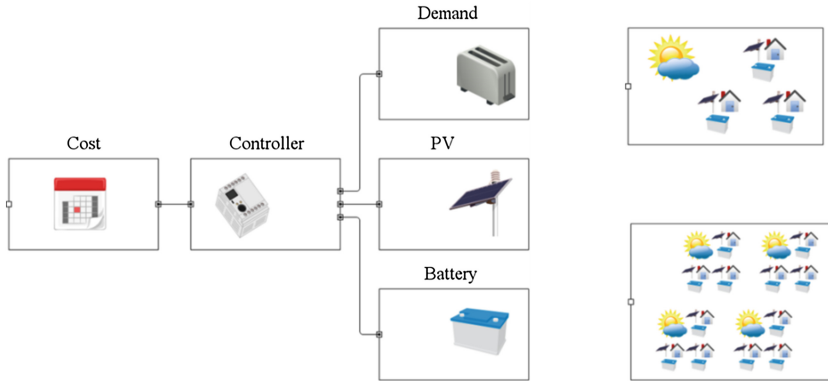 Demand
Cost
Controller
PV
Battery